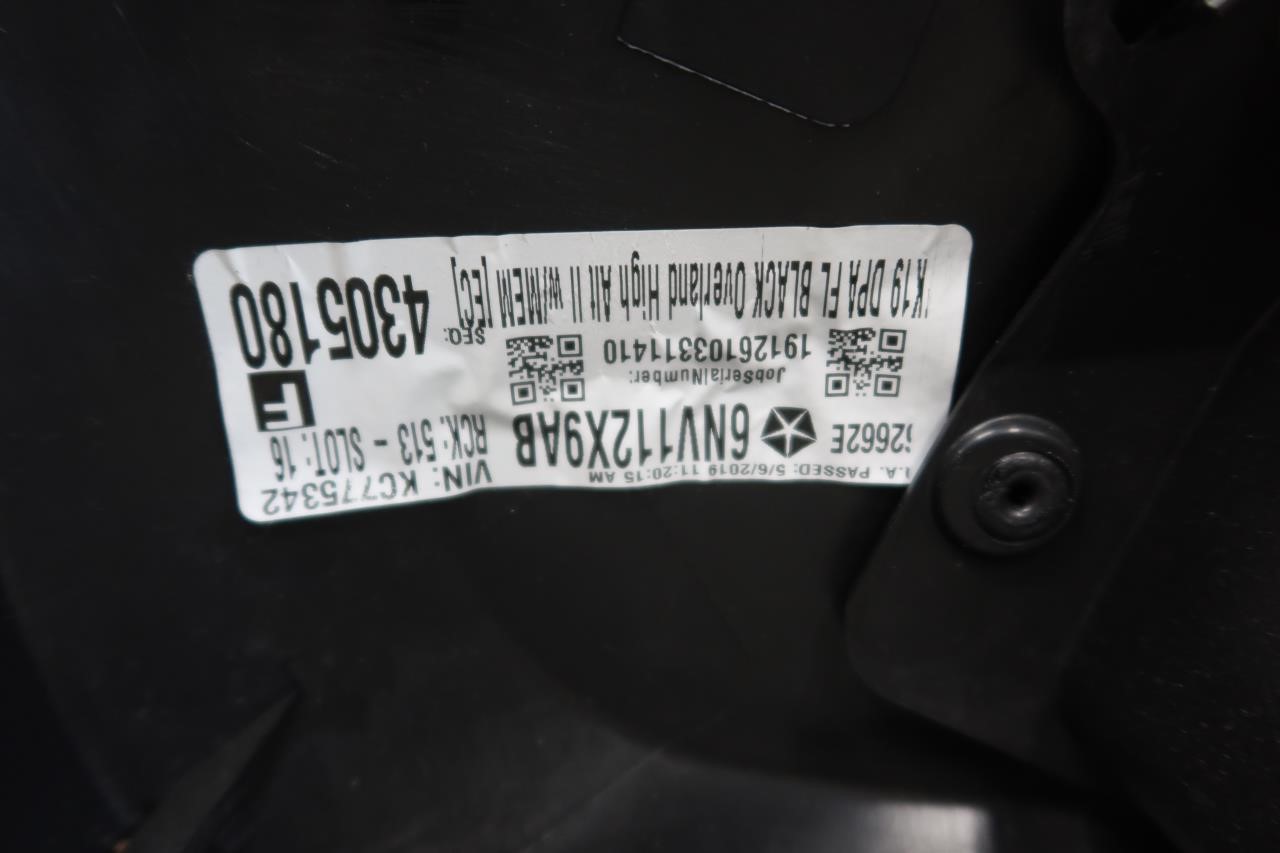 I.A. PASSED: 5/6/2019 11:20:15 AM
VIN: KC775342
52662E
6NV112X9AB
RCK: 513 - SLOT: 16
JobSerialNumber:
19126103311410
F
SEQ:
4305180
K19 DPA FL BLACK Overland High Alt II w/MEM [EC]